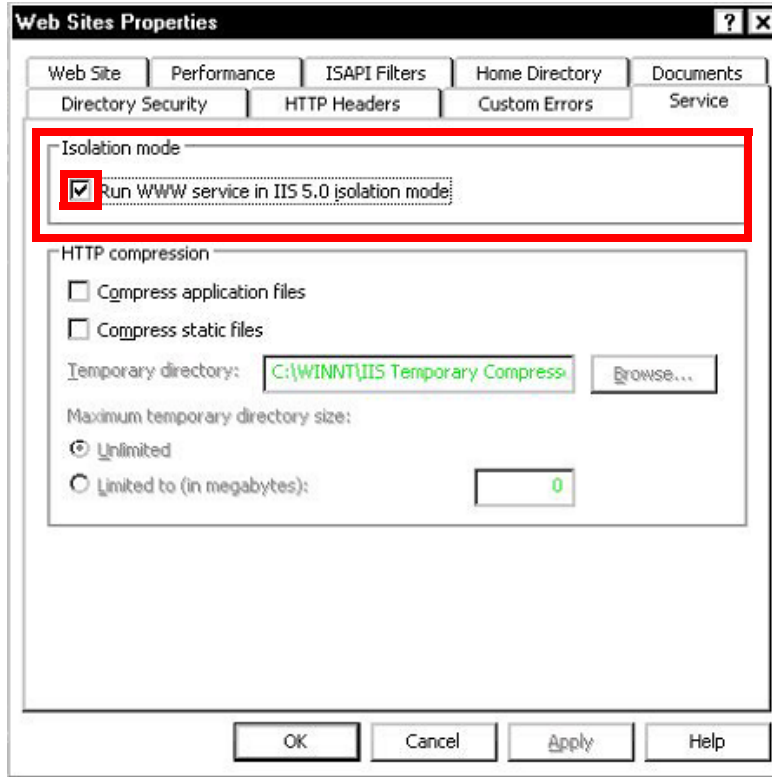 Web Sites Properties
Web Site Performance ISAPI Filters Home Directory Documents
Directory Security HTTP Headers Custom Errors Service
Isolation mode
Run WWW service in IIS 5.0 isolation mode
HTTP compression
Compress application files
Compress static files
Temporary directory: C:\WINNT\IIS Temporary Compress Browse...
Maximum temporary directory size:
Unlimited
Limited to (in megabytes): 0
OK Cancel Apply Help